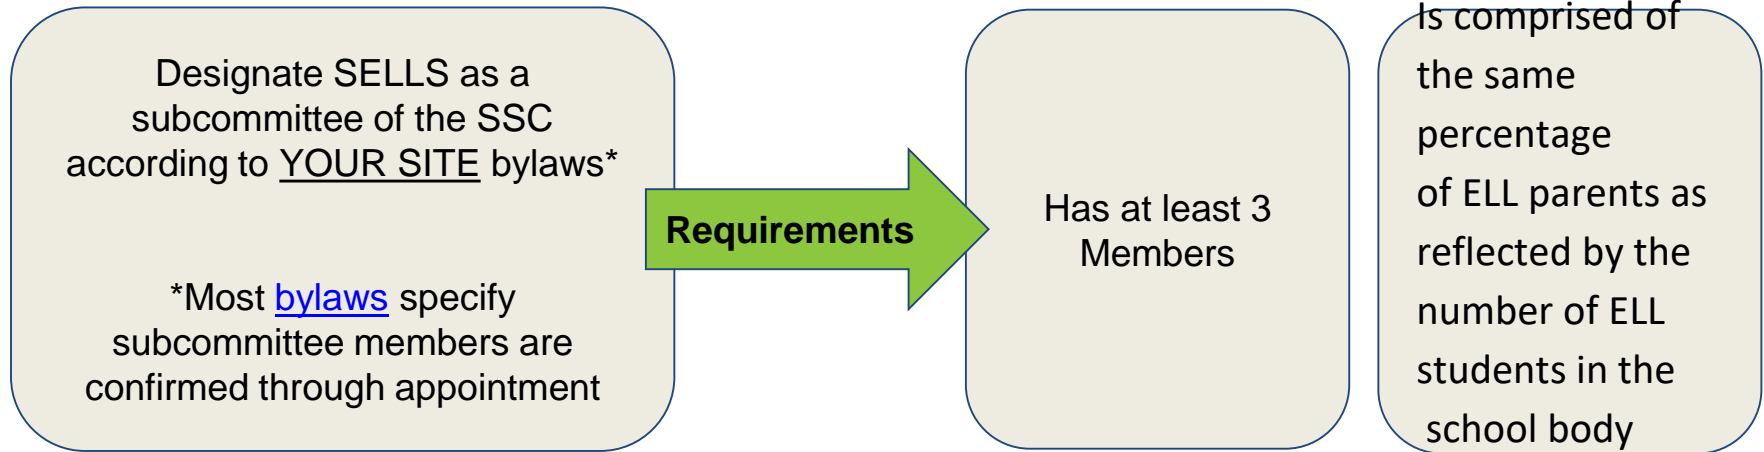 Designate SELLS as a
subcommittee of the SSC
according to YOUR SITE bylaws*
*Most bylaws specify
subcommittee members are
confirmed through appointment
Requirements
Has at least 3
Members
Is comprised of
the same
percentage
of ELL parents as
reflected by the
number of ELL
students in the
school body